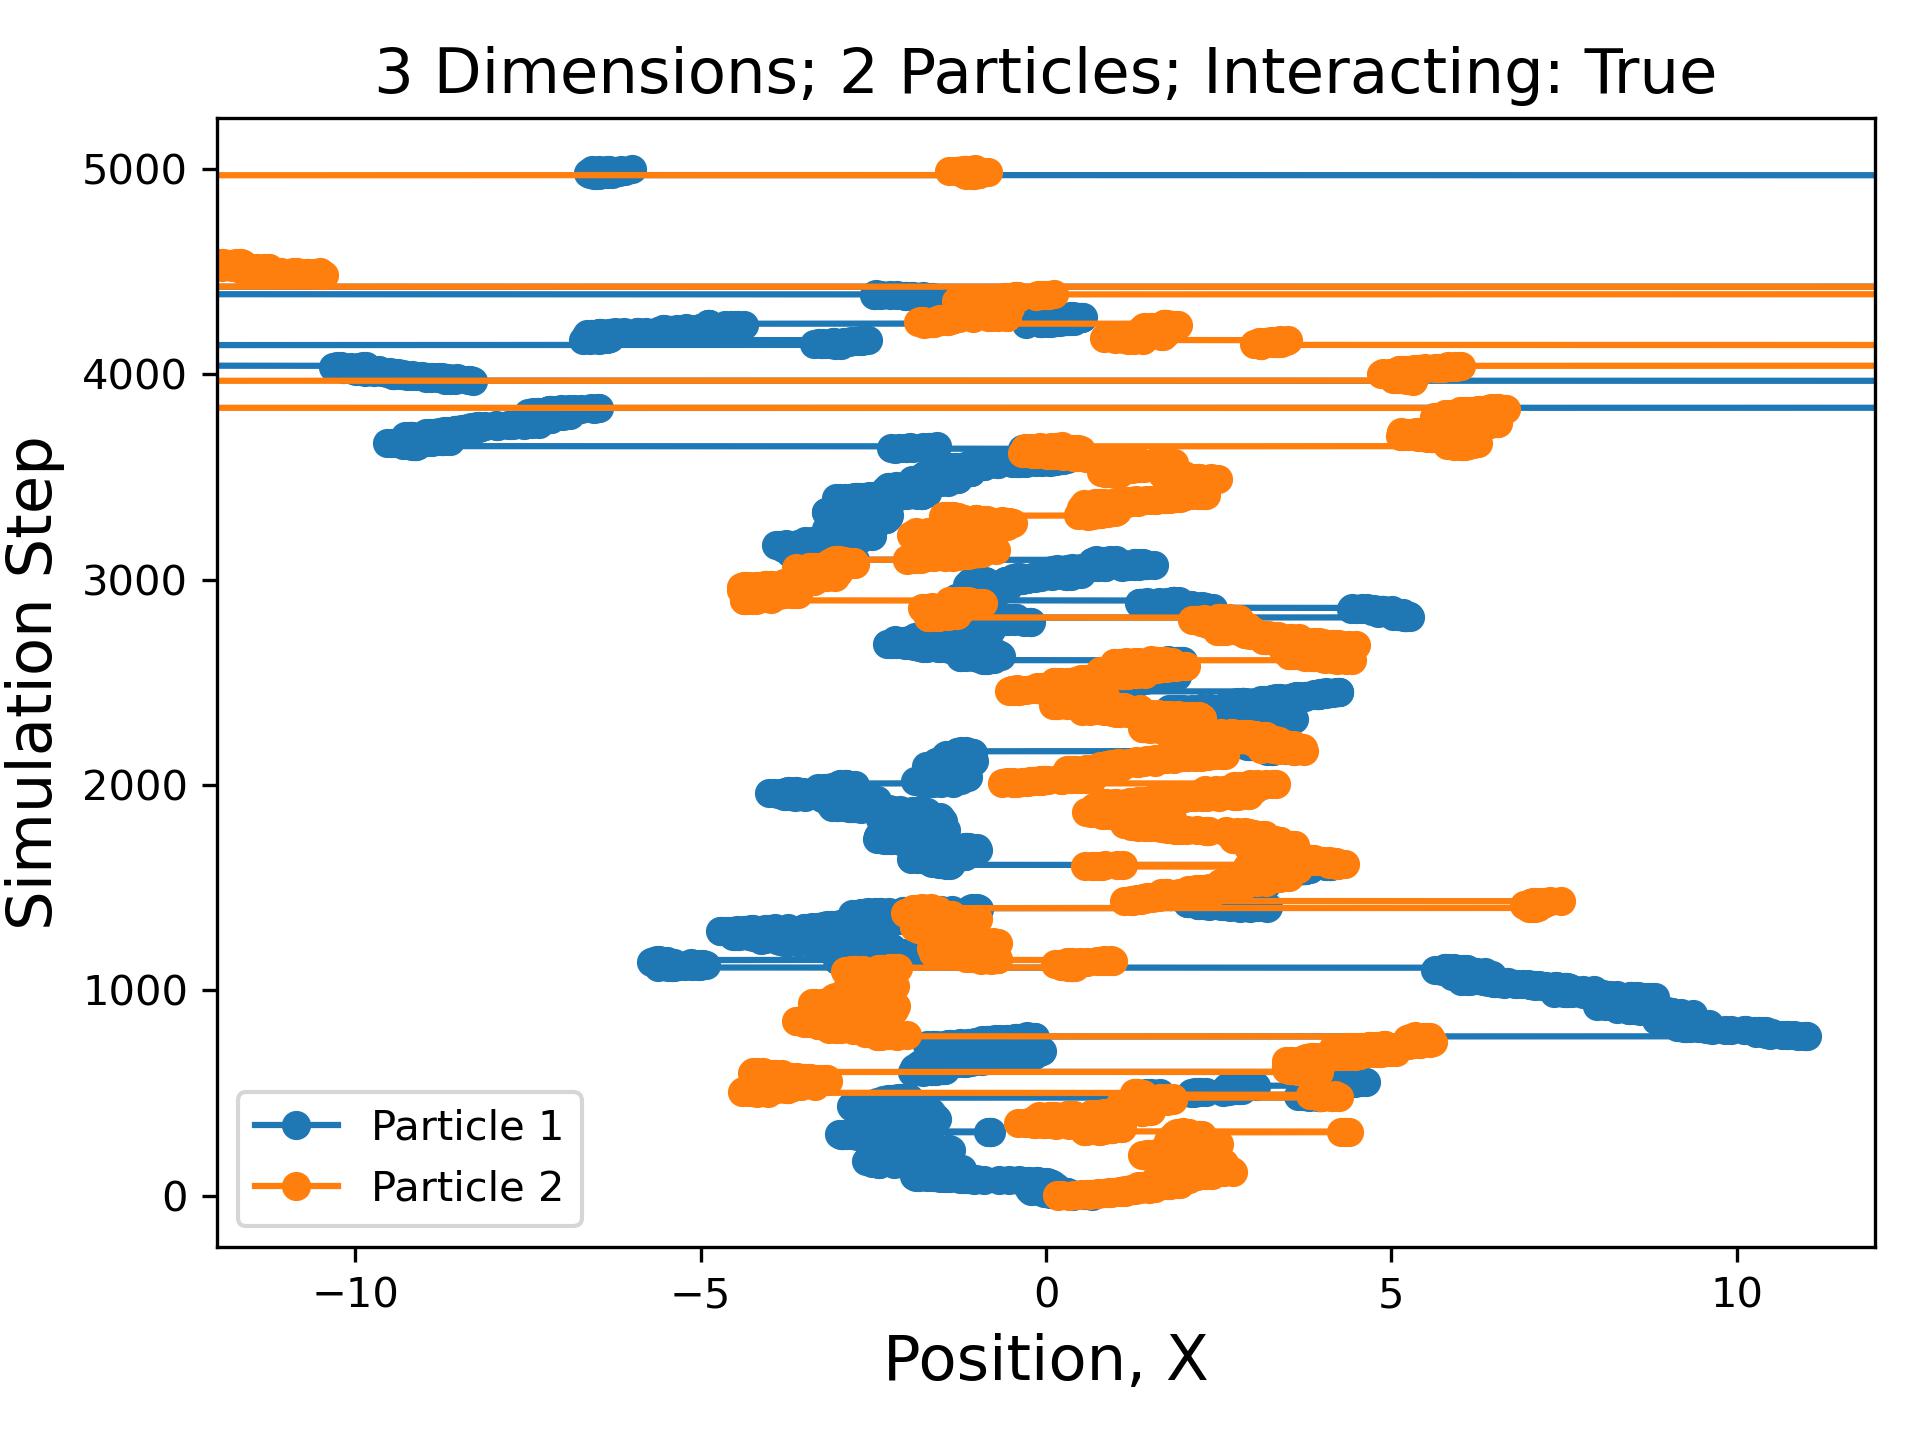 3 Dimensions; 2 Particles; Interacting: True
Simulation Step
5000
4000
3000
2000
1000
0
Particle 1
Particle 2
−10
−5
0
5
10
Position, X